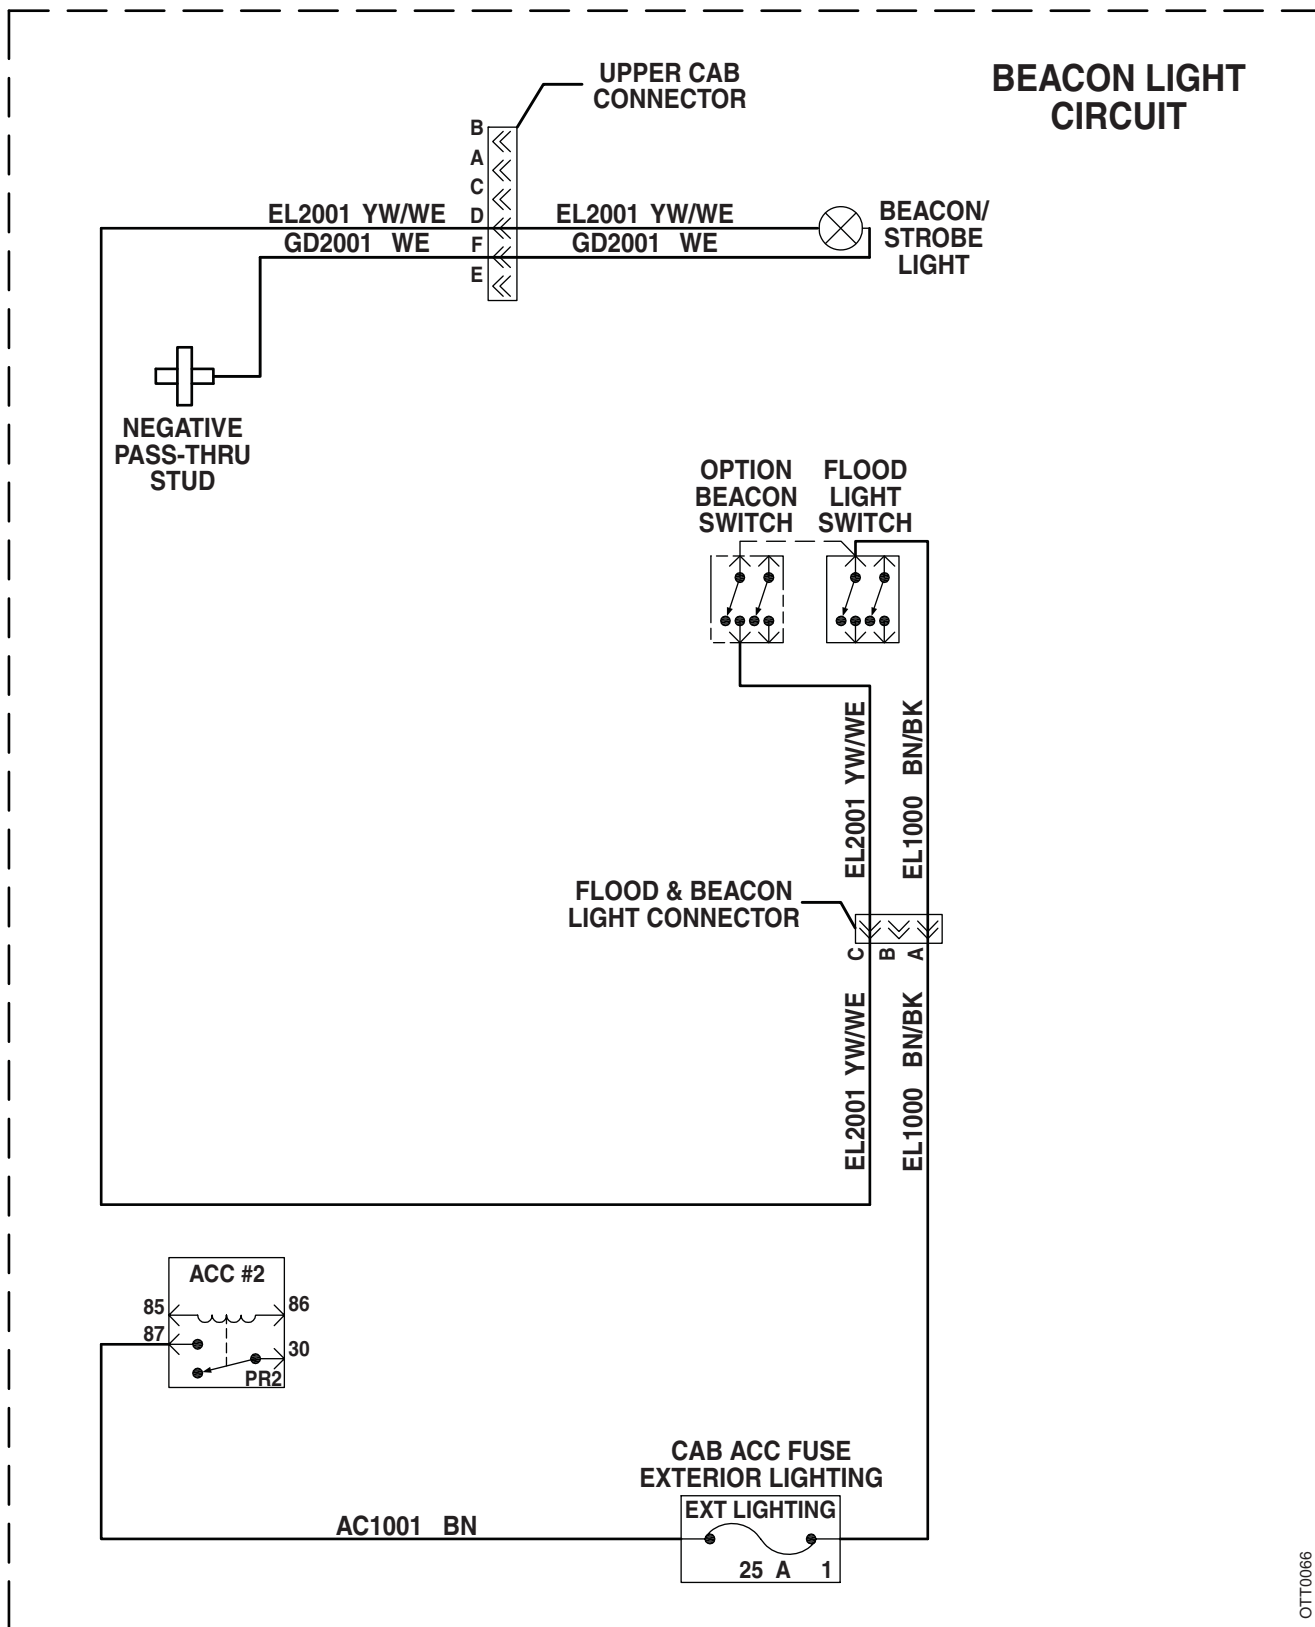 BEACON LIGHT
CIRCUIT
UPPER CAB
CONNECTOR
B
A
C
D
F
E
EL2001 YW/WE
EL2001 YW/WE
GD2001 WE
GD2001 WE
BEACON/
STROBE
LIGHT
NEGATIVE
PASS-THRU
STUD
OPTION
BEACON
SWITCH
FLOOD
LIGHT
SWITCH
EL2001 YW/WE
EL1000 BN/BK
FLOOD & BEACON
LIGHT CONNECTOR
C
B
A
EL2001 YW/WE
EL1000 BN/BK
ACC #2
85
86
87
30
PR2
CAB ACC FUSE
EXTERIOR LIGHTING
EXT LIGHTING
25 A 1
AC1001 BN
OTT0066